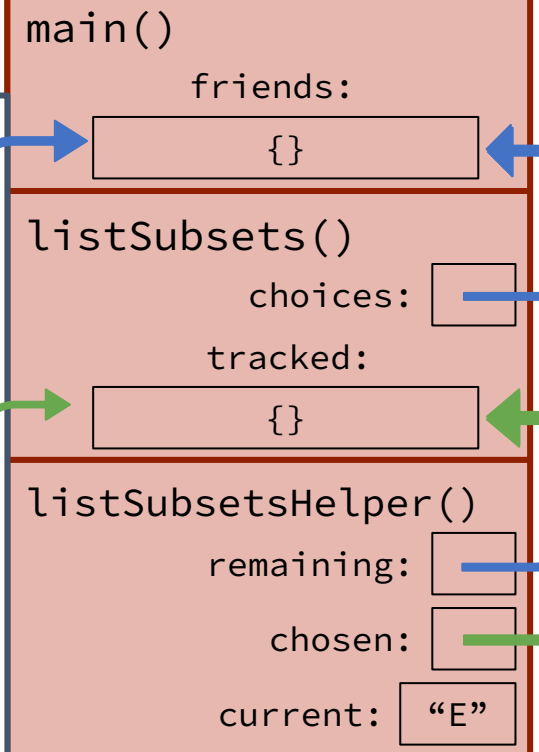 main()
friends:
{}
listSubsets()
choices:
tracked:
{}
listSubsetsHelper()
remaining:
chosen:
current: “E”